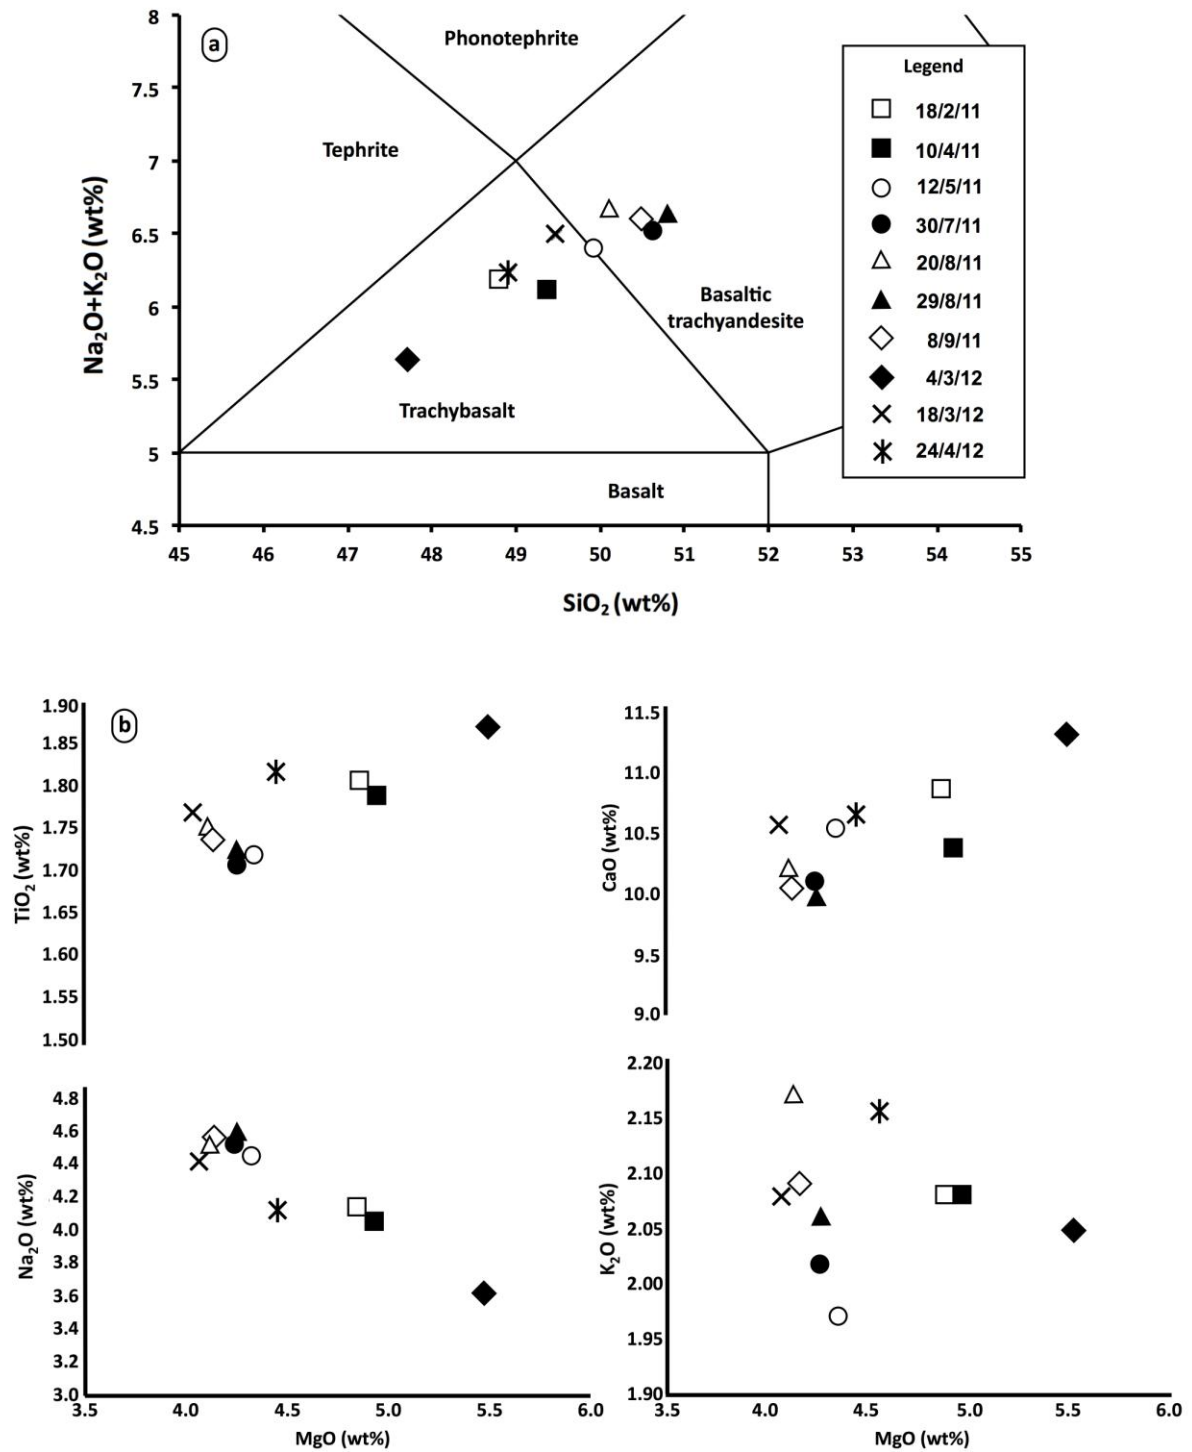 a
8
7.5
7
6.5
6
5.5
5
4.5
Na₂O+K₂O (wt%)
Phonotephrite
Tephrite
Basaltic
trachyandesite
Trachybasalt
Basalt
Legend
18/2/11
10/4/11
12/5/11
30/7/11
20/8/11
29/8/11
8/9/11
4/3/12
18/3/12
24/4/12
45 46 47 48 49 50 51 52 53 54 55
SiO₂ (wt%)
b
1.90
1.85
1.80
1.75
1.70
1.65
1.60
1.55
1.50
TiO₂ (wt%)
11.5
11.0
10.5
10.0
9.5
9.0
CaO (wt%)
4.8
4.6
4.4
4.2
4.0
3.8
3.6
3.4
3.2
3.0
Na₂O (wt%)
3.5 4.0 4.5 5.0 5.5 6.0
MgO (wt%)
2.20
2.15
2.10
2.05
2.00
1.95
1.90
K₂O (wt%)
3.5 4.0 4.5 5.0 5.5 6.0
MgO (wt%)